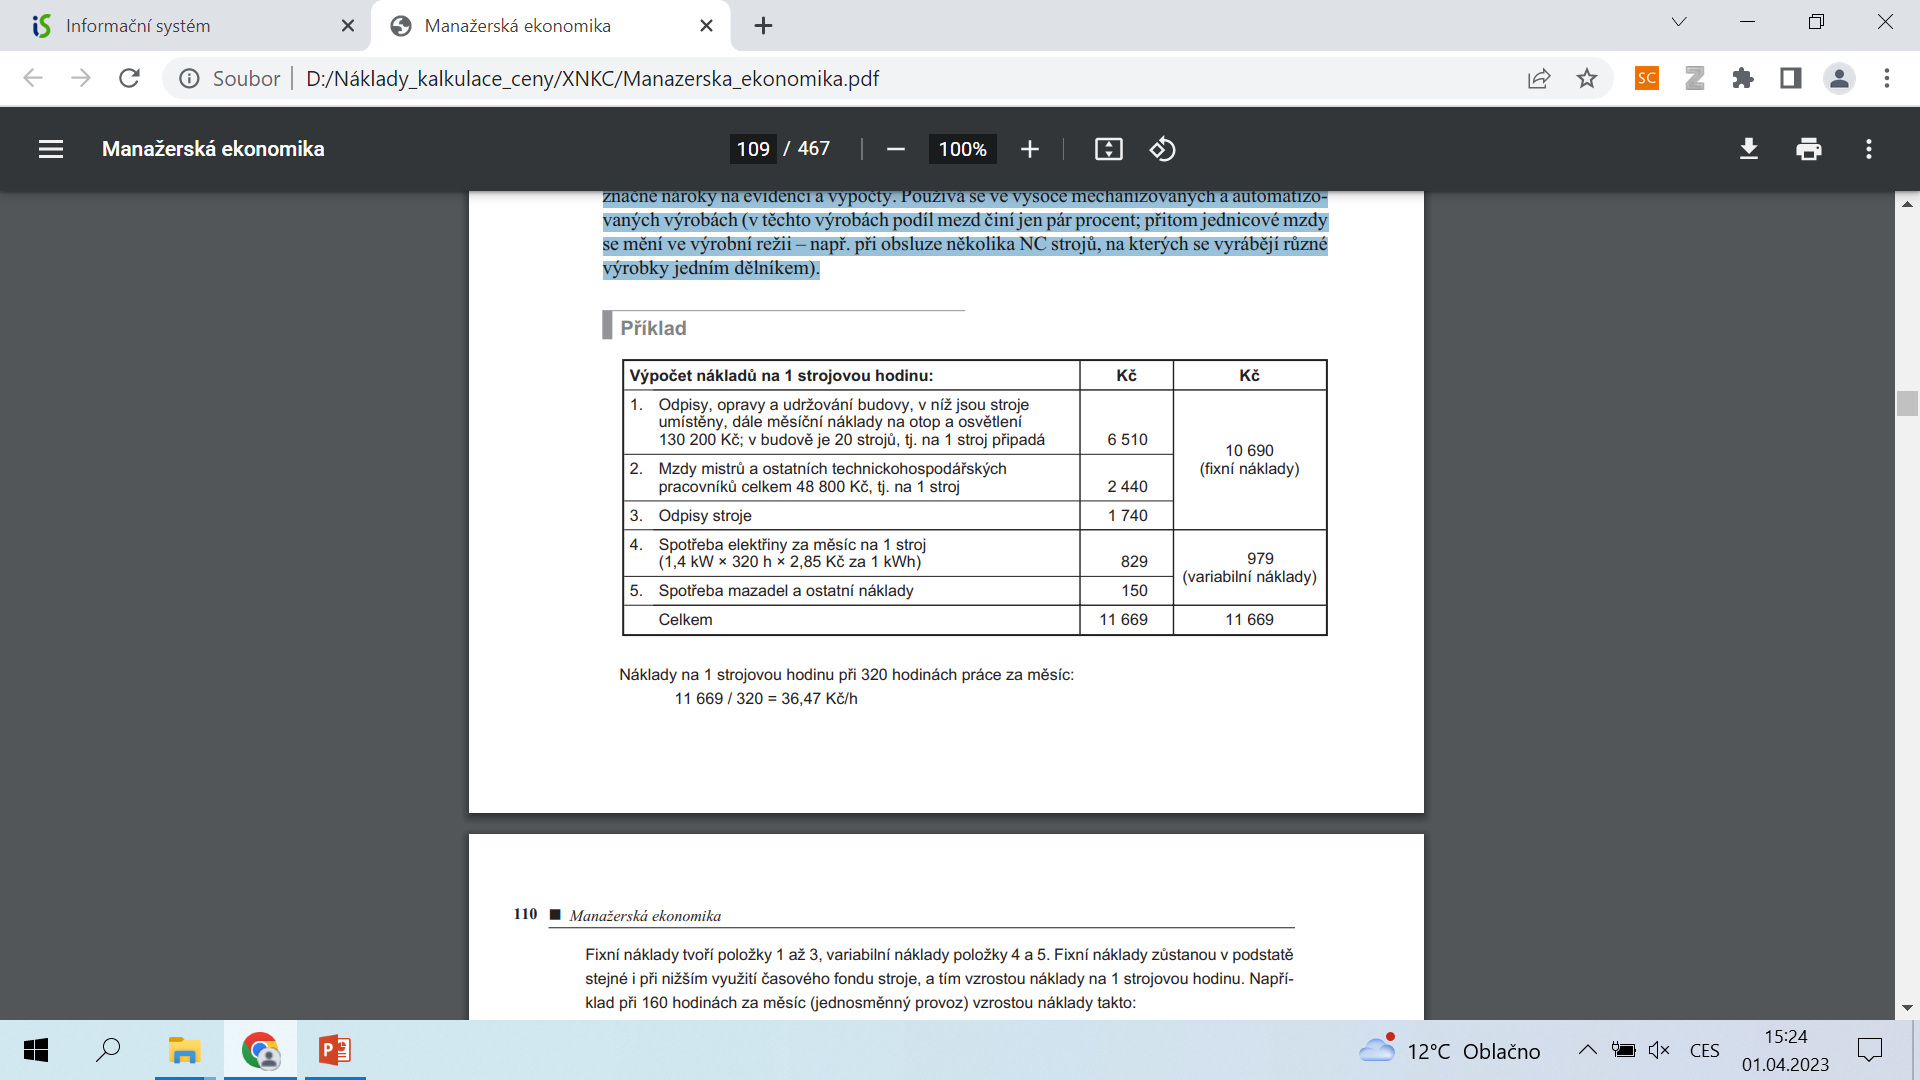 Informační systém
Manažerská ekonomika
Soubor D:/Náklady_kalkulace_ceny/XNKC/Manazerska_ekonomika.pdf
SC
Manažerská ekonomika
109 / 467
100%
značné nároky na evidenci a výpočty. Používá se ve vysoce mechanizovaných a automatizo-
vaných výrobách (v těchto výrobách podíl mezd činí jen pár procent; přitom jednicové mzdy
se mění ve výrobní režii – např. při obsluze několika NC strojů, na kterých se vyrábějí různé
výrobky jedním dělníkem).
Příklad
Výpočet nákladů na 1 strojovou hodinu: Kč Kč
1. Odpisy, opravy a udržování budovy, v níž jsou stroje
umístěny, dále měsíční náklady na otop a osvětlení
130 200 Kč; v budově je 20 strojů, tj. na 1 stroj připadá 6 510
10 690
(fixní náklady)
2. Mzdy mistrů a ostatních technickohospodářských
pracovníků celkem 48 800 Kč, tj. na 1 stroj 2 440
3. Odpisy stroje 1 740
4. Spotřeba elektřiny za měsíc na 1 stroj
(1,4 kW × 320 h × 2,85 Kč za 1 kWh) 829
979
(variabilní náklady)
5. Spotřeba mazadel a ostatní náklady 150
Celkem 11 669 11 669
Náklady na 1 strojovou hodinu při 320 hodinách práce za měsíc:
11 669 / 320 = 36,47 Kč/h
110 ■ Manažerská ekonomika
Fixní náklady tvoří položky 1 až 3, variabilní náklady položky 4 a 5. Fixní náklady zůstanou v podstatě
stejné i při nižším využití časového fondu stroje, a tím vzrostou náklady na 1 strojovou hodinu. Napří-
klad při 160 hodinách za měsíc (jednosměnný provoz) vzrostou náklady takto:
12°C Oblačno
CES
15:24
01.04.2023